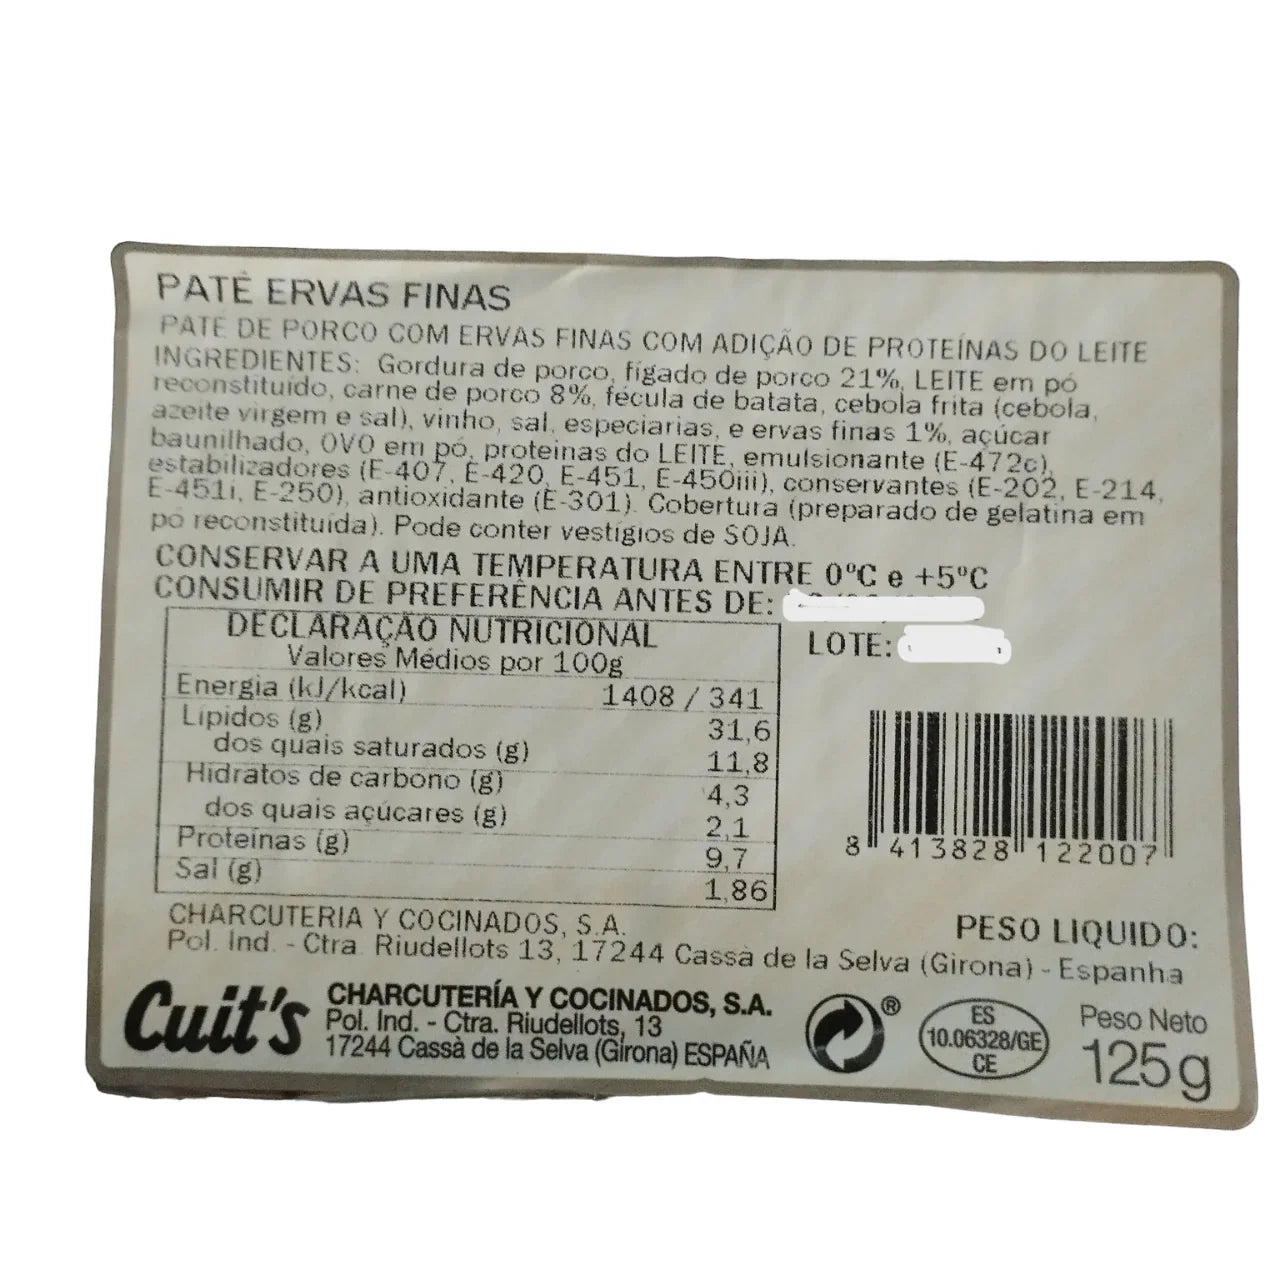 PATÊ ERVAS FINAS
PATE DE PORCO COM ERVAS FINAS COM ADIÇÃO DE PROTEÍNAS DO LEITE
INGREDIENTES: Gordura de porco, fígado de porco 21%, LEITE em pó
reconstituído, carne de porco 8%, fécula de batata, cebola frita (cebola,
azeite virgem e sal), vinho, sal, especiarias, e ervas finas 1%, açúcar
baunilhado, OVO em pó, proteinas do LEITE, emulsionante (E-472c),
estabilizadores (E-407, E-420, E-451, E-450iii), conservantes (E-202, E-214,
E-451i, E-250), antioxidante (E-301). Cobertura (preparado de gelatina em
pó reconstituída). Pode conter vestígios de SOJA.
CONSERVAR A UMA TEMPERATURA ENTRE 0ºC e +5ºC
CONSUMIR DE PREFERÊNCIA ANTES DE:
LOTE:
DECLARAÇÃO NUTRICIONAL
Valores Médios por 100g
Energia (kJ/kcal) 1408 / 341
Lípidos (g) 31,6
dos quais saturados (g) 11,8
Hidratos de carbono (g) 4,3
dos quais açúcares (g) 2,1
Proteínas (g) 9,7
Sal (g) 1,86
8 413828 122007
CHARCUTERIA Y COCINADOS, S.A.
PESO LIQUIDO:
Pol. Ind. - Ctra. Riudellots 13, 17244 Cassà de la Selva (Girona) - Espanha
Cuit's
CHARCUTERÍA Y COCINADOS, S.A.
Pol. Ind. - Ctra. Riudellots, 13
17244 Cassà de la Selva (Girona) ESPAÑA
®
ES
10.06328/GE
CE
Peso Neto
125g